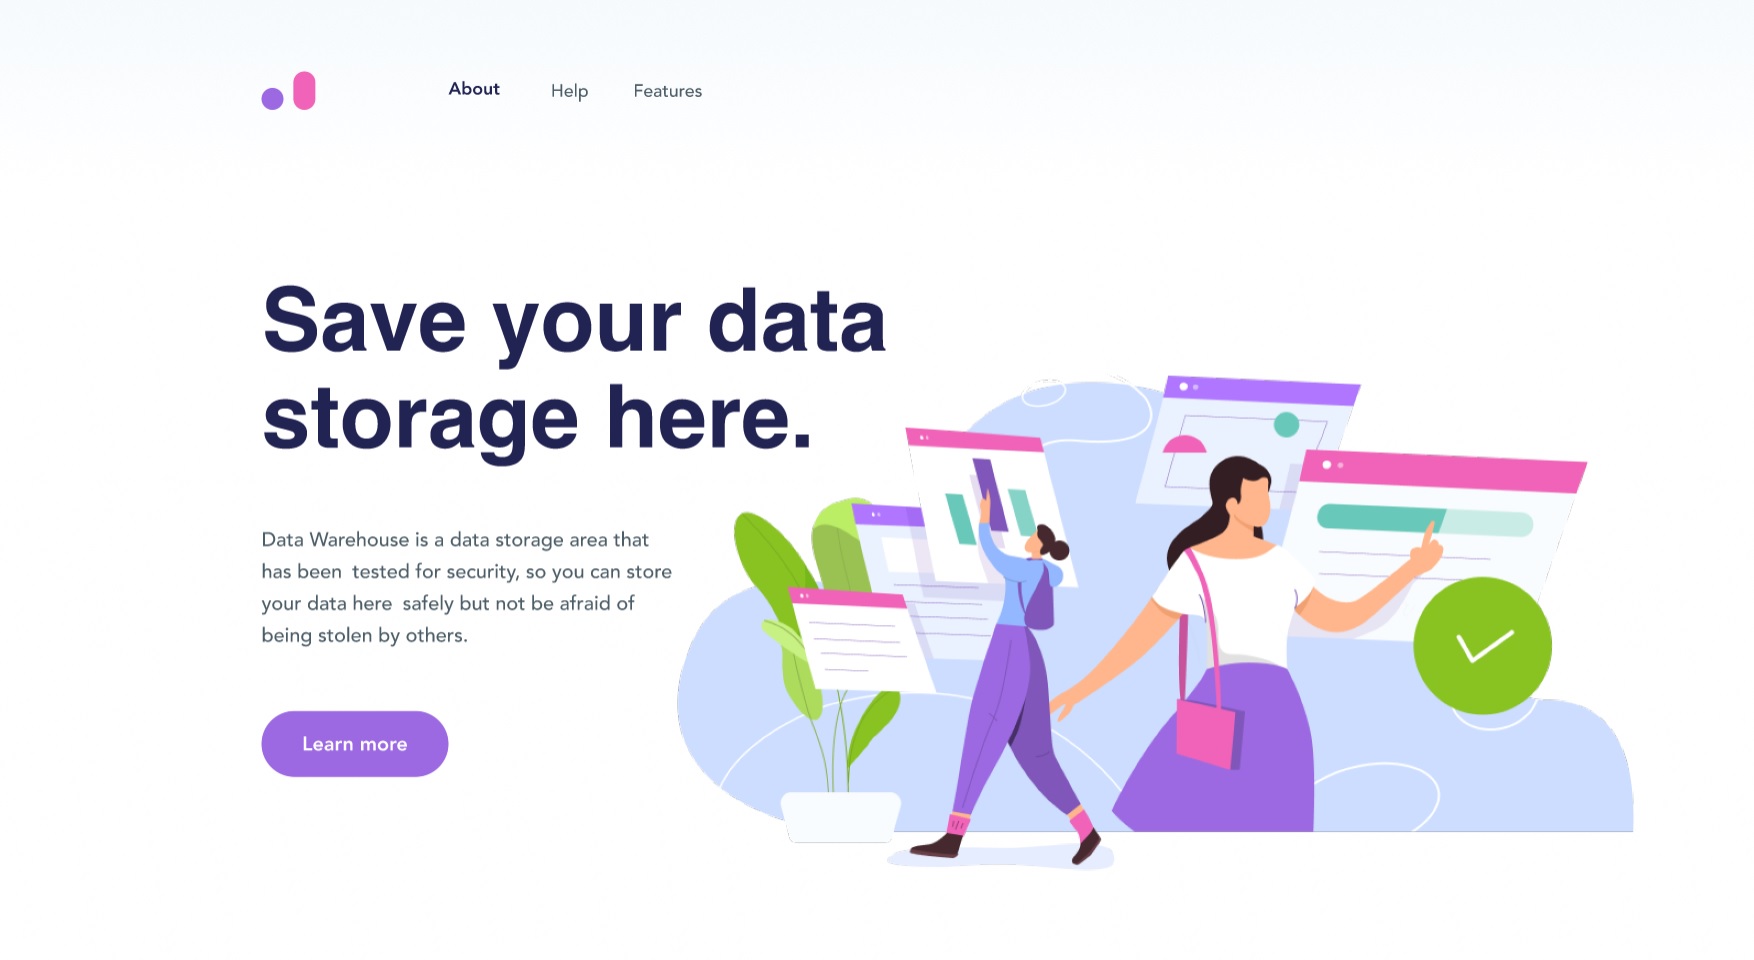 About
Help
Features
Save your data
storage here.
Data Warehouse is a data storage area that
has been  tested for security, so you can store
your data here  safely but not be afraid of
being stolen by others.
Learn more